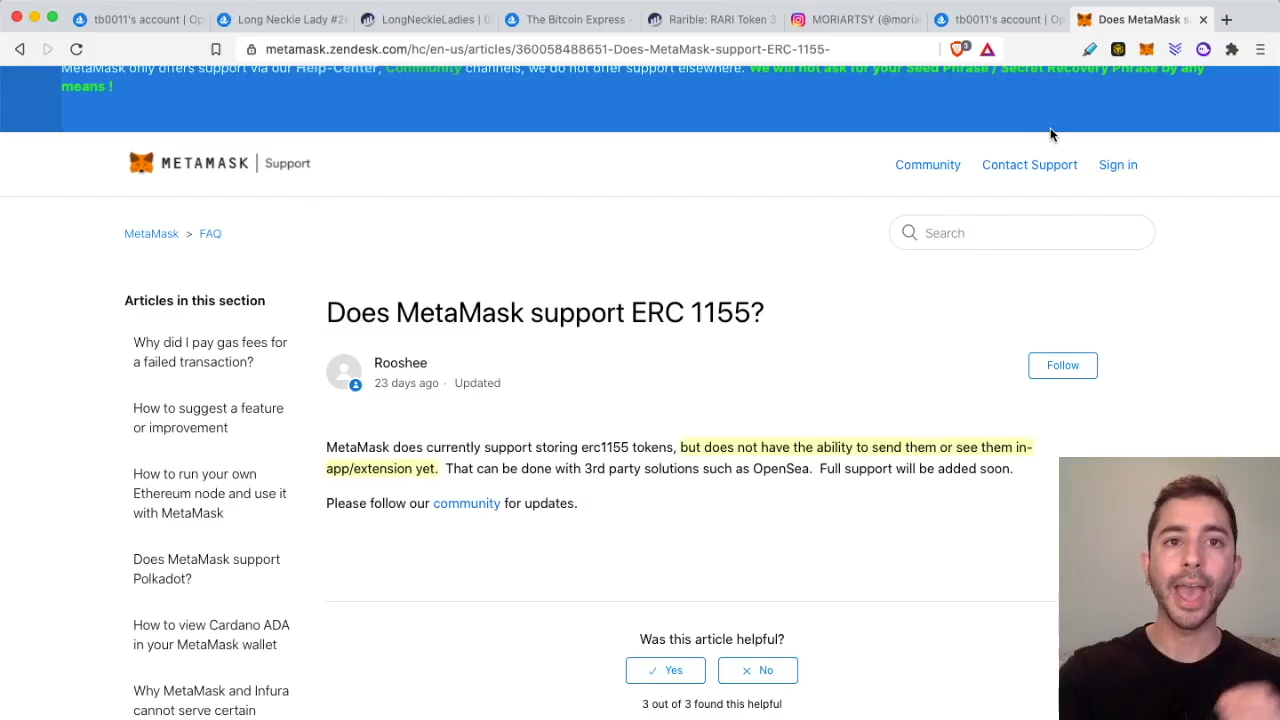 tb0011's account | Op
Long Neckie Lady #2
LongNeckieLadies | D
The Bitcoin Express -
Rarible: RARI Token 3
MORiARTSY (@moria
tb0011's account | Op
Does MetaMask s
metamask.zendesk.com/hc/en-us/articles/360058488651-Does-MetaMask-support-ERC-1155-
3
MetaMask only offers support via our Help-Center, Community channels, we do not offer support elsewhere. We will not ask for your Seed Phrase / Secret Recovery Phrase by any
means !
METAMASK | Support
Community
Contact Support
Sign in
MetaMask > FAQ
Search
Articles in this section
Why did I pay gas fees for
a failed transaction?
How to suggest a feature
or improvement
How to run your own
Ethereum node and use it
with MetaMask
Does MetaMask support
Polkadot?
How to view Cardano ADA
in your MetaMask wallet
Why MetaMask and Infura
cannot serve certain
Does MetaMask support ERC 1155?
Rooshee
23 days ago · Updated
Follow
MetaMask does currently support storing erc1155 tokens, but does not have the ability to send them or see them in-
app/extension yet. That can be done with 3rd party solutions such as OpenSea. Full support will be added soon.
Please follow our community for updates.
Was this article helpful?
Yes
No
3 out of 3 found this helpful